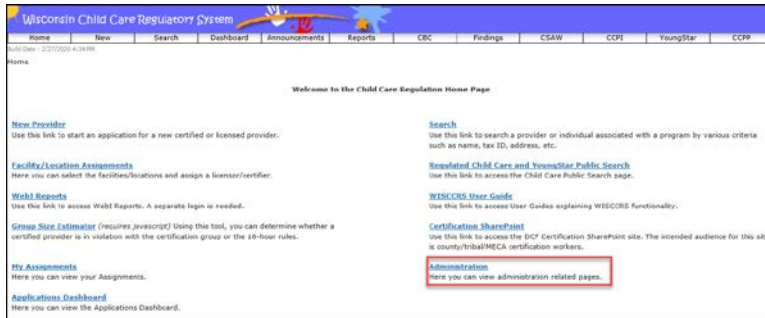 Wisconsin Child Care Regulatory System
Home New Search Dashboard Announcements Reports CBC Findings CSAW CCPI YoungStar CCPP
Build Date - 2/27/2020 4:34 PM
Home
Welcome to the Child Care Regulation Home Page
New Provider
Use this link to start an application for a new certified or licensed provider.
Search
Use this link to search a provider or individual associated with a program by various criteria
such as name, tax ID, address, etc.
Facility/Location Assignments
Here you can select the facilities/locations and assign a licensor/certifier.
Regulated Child Care and YoungStar Public Search
Use this link to access the Child Care Public Search page.
WebI Reports
Use this link to access WebI Reports. A separate login is needed.
WISCCRS User Guide
Use this link to access User Guides explaining WISCCRS functionality.
Group Size Estimator (requires javascript) Using this tool, you can determine whether a
certified provider is in violation with the certification group or the 16-hour rules.
Certification SharePoint
Use this link to access the DCF Certification SharePoint site. The intended audience for this sit
is county/tribal/MECA certification workers.
My Assignments
Here you can view your Assignments.
Administration
Here you can view administration related pages.
Applications Dashboard
Here you can view the Applications Dashboard.